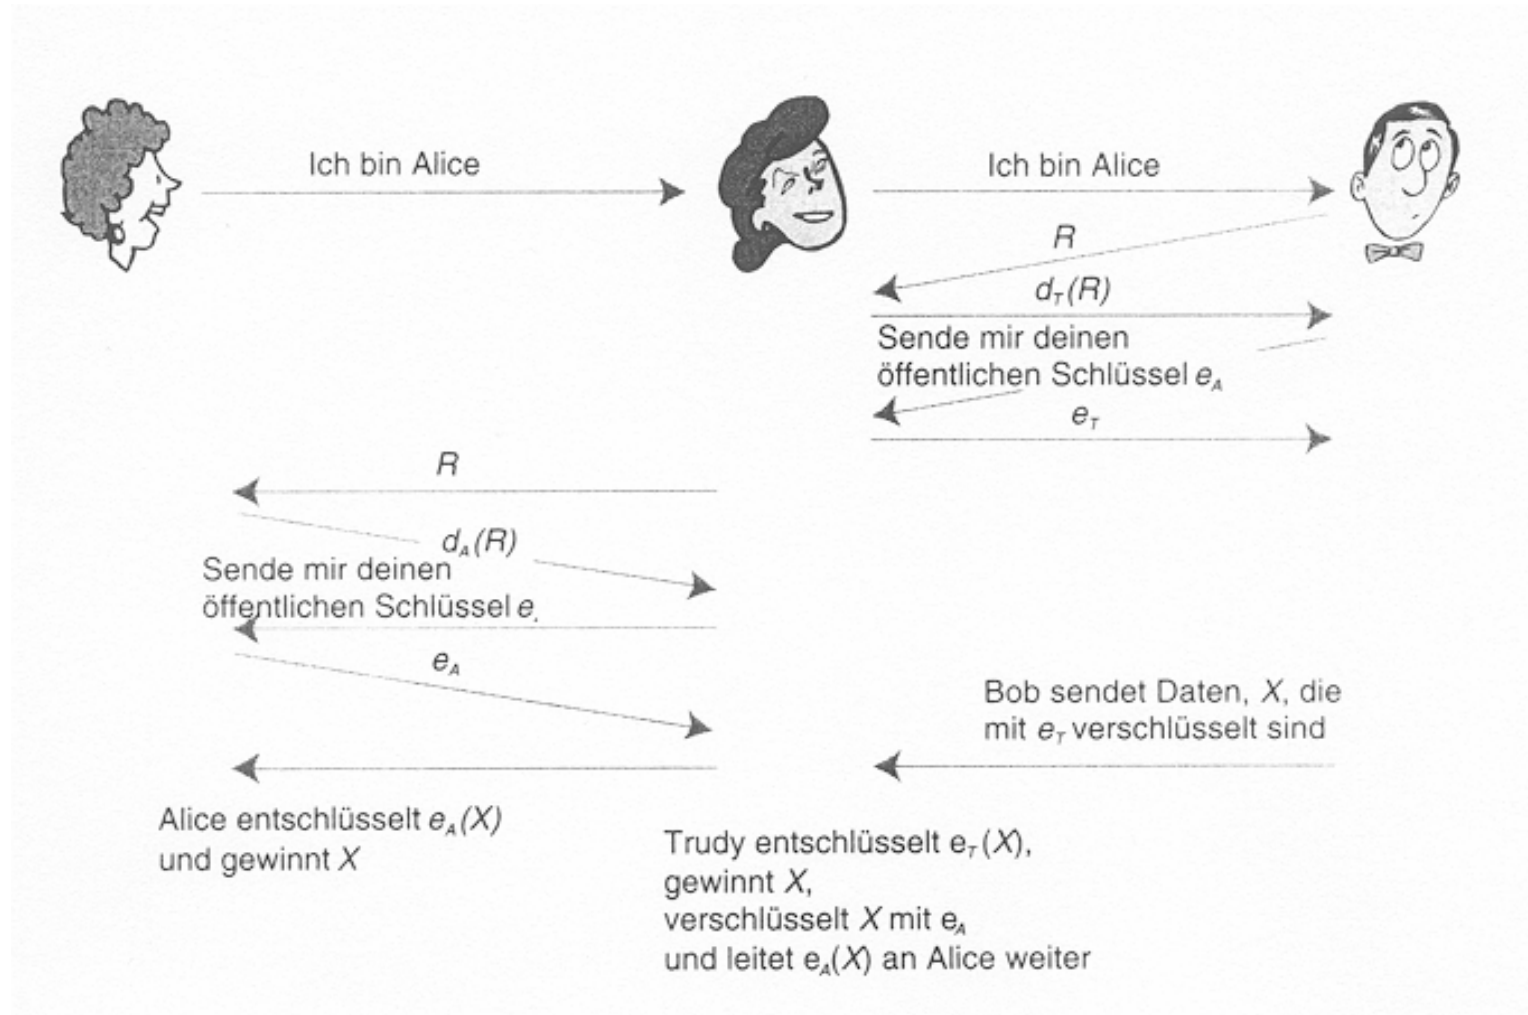 Ich bin Alice
Ich bin Alice
R
d_T(R)
Sende mir deinen
öffentlichen Schlüssel e_A
e_T
R
d_A(R)
Sende mir deinen
öffentlichen Schlüssel e
e_A
Bob sendet Daten, X, die
mit e_T verschlüsselt sind
Alice entschlüsselt e_A(X)
und gewinnt X
Trudy entschlüsselt e_T(X),
gewinnt X,
verschlüsselt X mit e_A
und leitet e_A(X) an Alice weiter